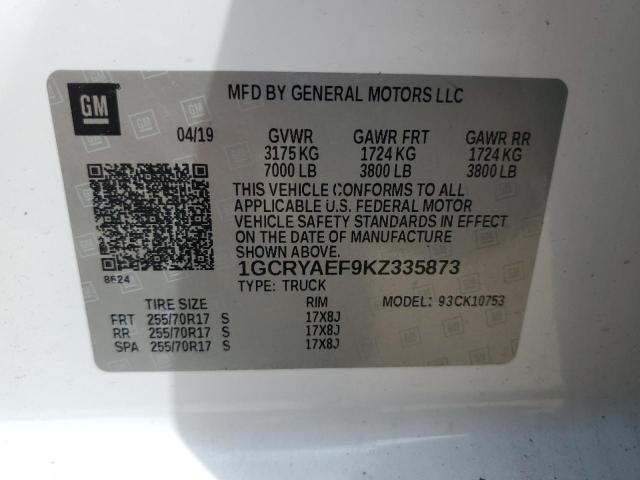 GM
MFD BY GENERAL MOTORS LLC
04/19 GVWR GAWR FRT GAWR RR
3175 KG 1724 KG 1724 KG
7000 LB 3800 LB 3800 LB
THIS VEHICLE CONFORMS TO ALL
APPLICABLE U.S. FEDERAL MOTOR
VEHICLE SAFETY STANDARDS IN EFFECT
ON THE DATE OF MANUFACTURE
SHOWN ABOVE.
8624 1GCRYAEF9KZ335873
TYPE: TRUCK
TIRE SIZE RIM MODEL: 93CK10753
FRT 255/70R17 S 17X8J
RR 255/70R17 S 17X8J
SPA 255/70R17 S 17X8J